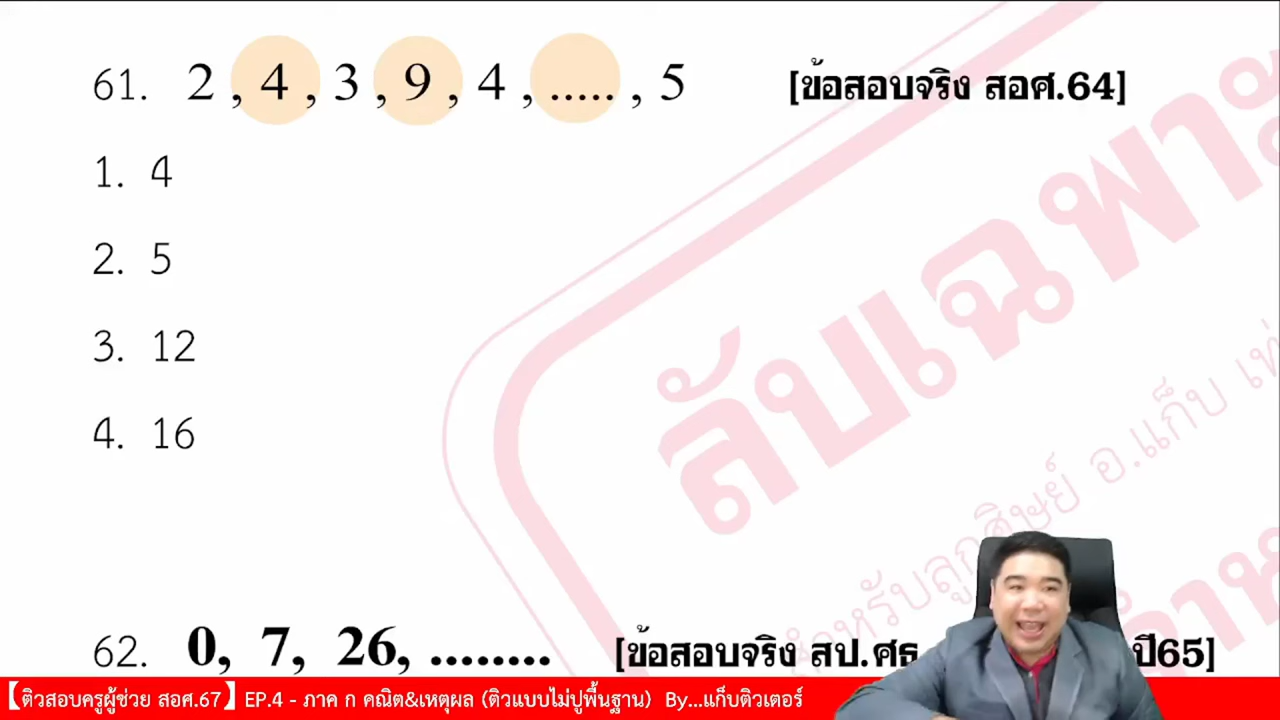 61. 2 , 4 , 3 , 9 , 4 , ..... , 5 [ข้อสอบจริง สอศ.64]
1. 4
2. 5
3. 12
4. 16
ลับเฉพาะ
สำหรับลูกศิษย์ อ.แก็บ เท่
62. 0, 7, 26, ........ [ข้อสอบจริง สป.ศธ ปี65]
【ติวสอบครูผู้ช่วย สอศ.67】 EP.4 - ภาค ก คณิต&เหตุผล (ติวแบบไม่ปูพื้นฐาน) By...แก็บติวเตอร์